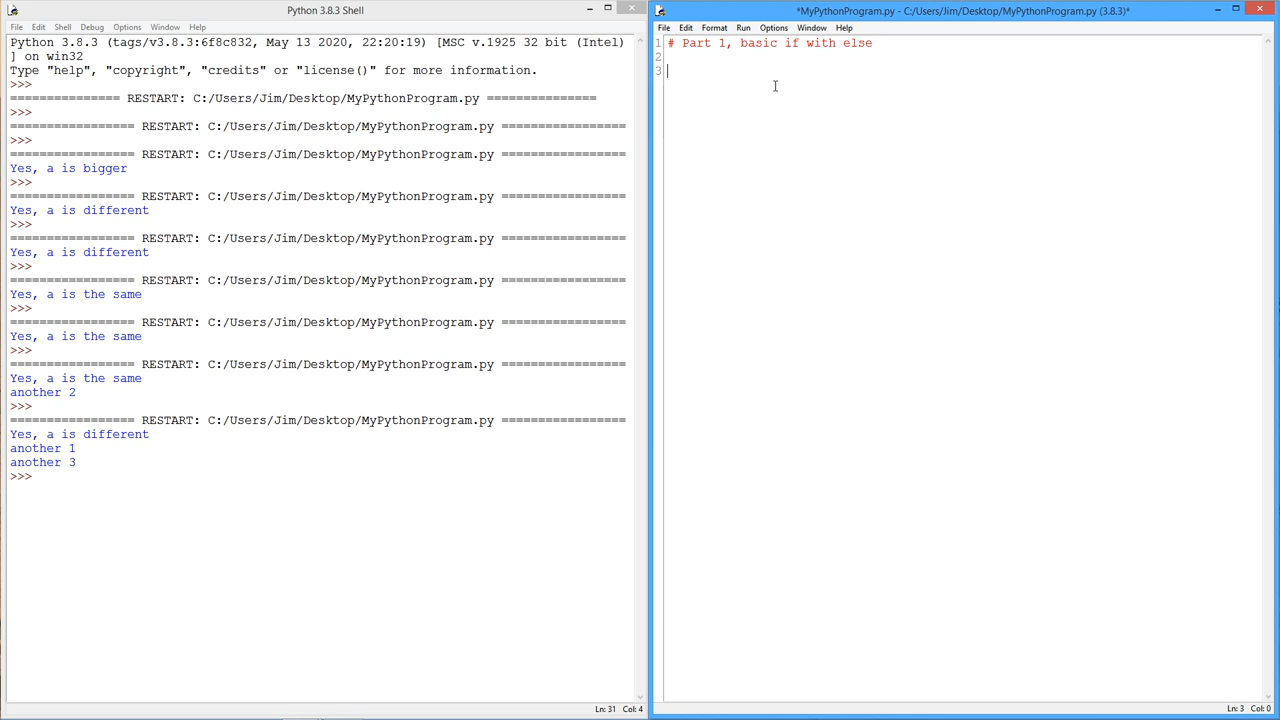 Python 3.8.3 Shell
File Edit Shell Debug Options Window Help
Python 3.8.3 (tags/v3.8.3:6f8c832, May 13 2020, 22:20:19) [MSC v.1925 32 bit (Intel)
] on win32
Type "help", "copyright", "credits" or "license()" for more information.
>>>
=============== RESTART: C:/Users/Jim/Desktop/MyPythonProgram.py ===============
>>>
================= RESTART: C:/Users/Jim/Desktop/MyPythonProgram.py =================
>>>
================= RESTART: C:/Users/Jim/Desktop/MyPythonProgram.py =================
Yes, a is bigger
>>>
================= RESTART: C:/Users/Jim/Desktop/MyPythonProgram.py =================
Yes, a is different
>>>
================= RESTART: C:/Users/Jim/Desktop/MyPythonProgram.py =================
Yes, a is different
>>>
================= RESTART: C:/Users/Jim/Desktop/MyPythonProgram.py =================
Yes, a is the same
>>>
================= RESTART: C:/Users/Jim/Desktop/MyPythonProgram.py =================
Yes, a is the same
>>>
================= RESTART: C:/Users/Jim/Desktop/MyPythonProgram.py =================
Yes, a is the same
another 2
>>>
================= RESTART: C:/Users/Jim/Desktop/MyPythonProgram.py =================
Yes, a is different
another 1
another 3
>>>
Ln: 31 Col: 4
*MyPythonProgram.py - C:/Users/Jim/Desktop/MyPythonProgram.py (3.8.3)*
File Edit Format Run Options Window Help
1 # Part 1, basic if with else
2
3
Ln: 3 Col: 0